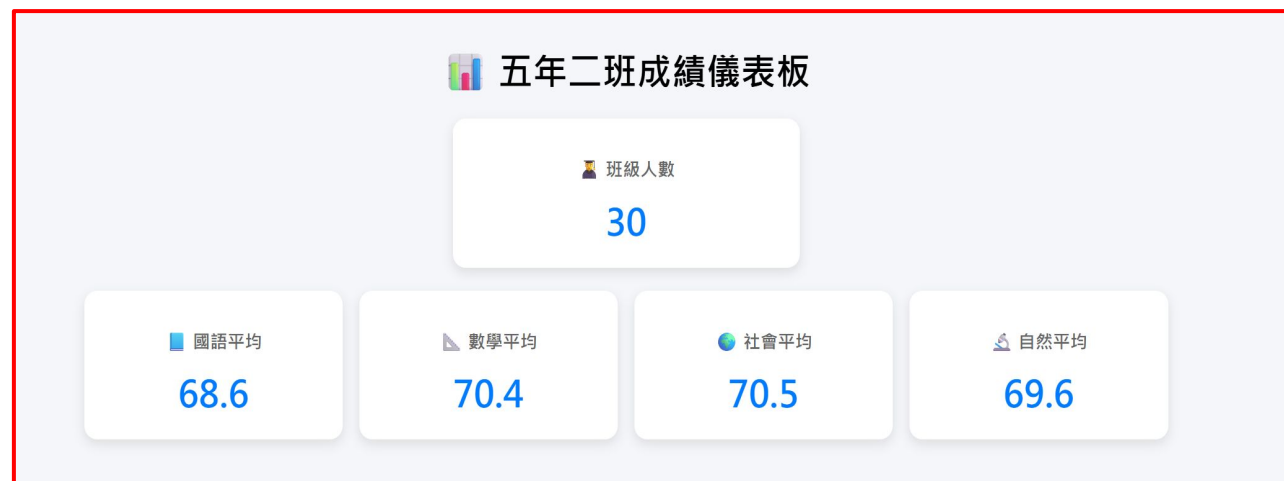 📊 五年二班成績儀表板
👨‍🎓 班級人數
30
📘 國語平均
68.6
📐 數學平均
70.4
🌍 社會平均
70.5
🔬 自然平均
69.6